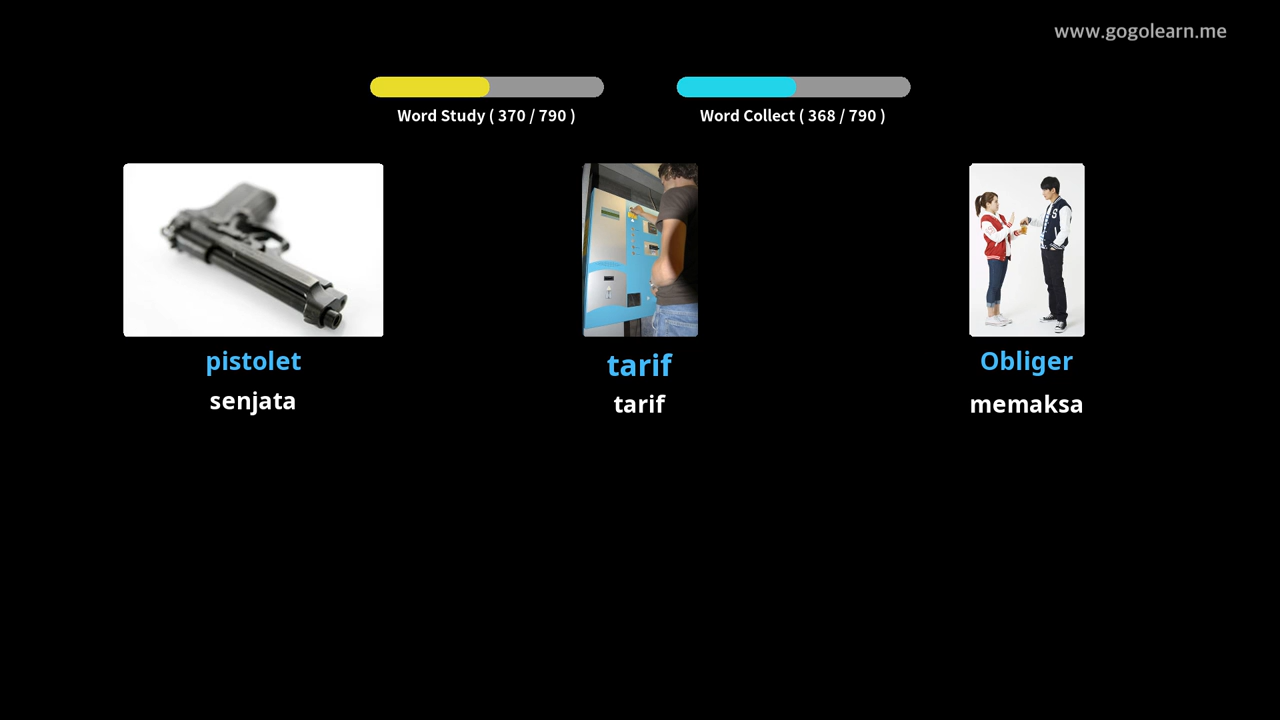 www.gogolearn.me
Word Study ( 370 / 790 )
Word Collect ( 368 / 790 )
pistolet
senjata
tarif
tarif
Obliger
memaksa